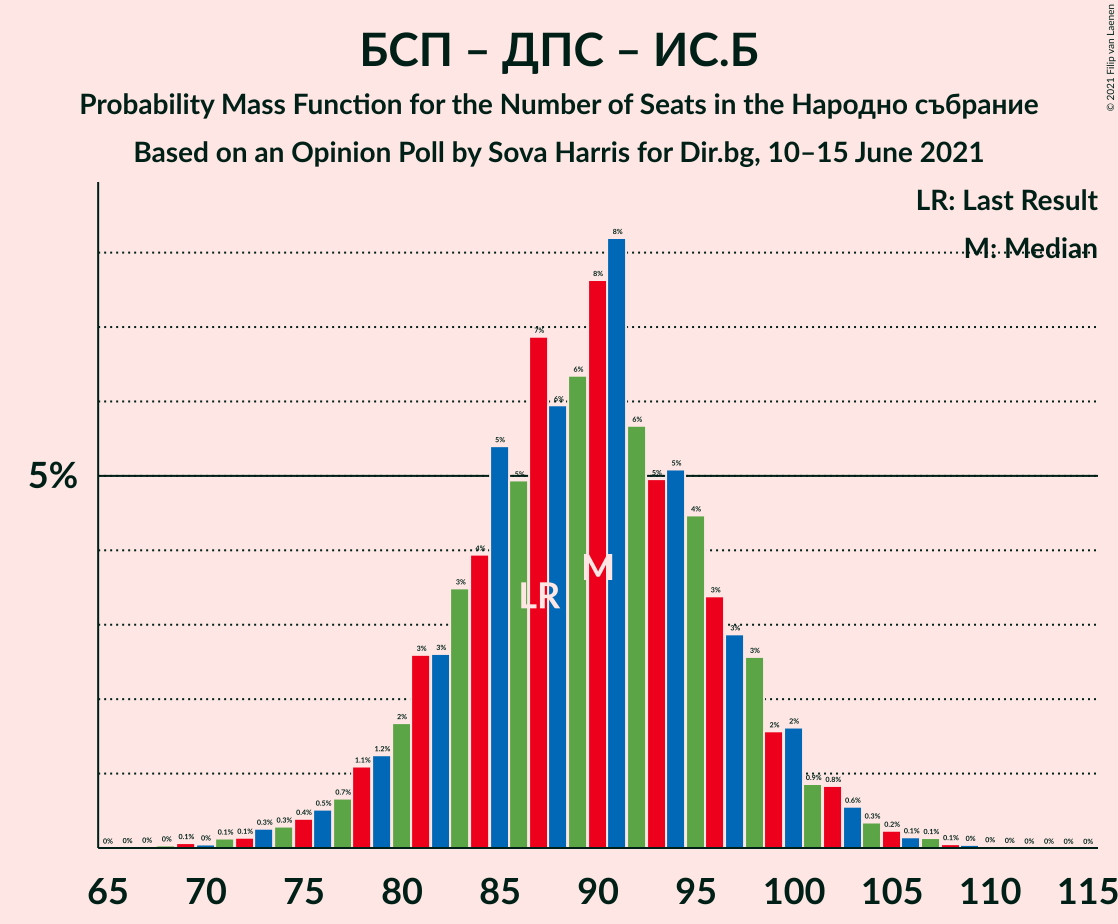 БСП – ДПС – ИС.Б
Probability Mass Function for the Number of Seats in the Народно събрание
Based on an Opinion Poll by Sova Harris for Dir.bg, 10–15 June 2021
© 2021 Filip van Laenen
LR: Last Result
M: Median
5%
0% 0% 0% 0% 0.1% 0% 0.1% 0.1% 0.3% 0.3% 0.4% 0.5% 0.7% 1.1% 1.2% 2% 3% 3% 3% 4% 5% 5% 7% 6% 6% 8% 8% 6% 5% 5% 4% 3% 3% 3% 2% 2% 0.9% 0.8% 0.6% 0.3% 0.2% 0.1% 0.1% 0.1% 0% 0% 0% 0% 0% 0% 0%
M
LR
65 70 75 80 85 90 95 100 105 110 115